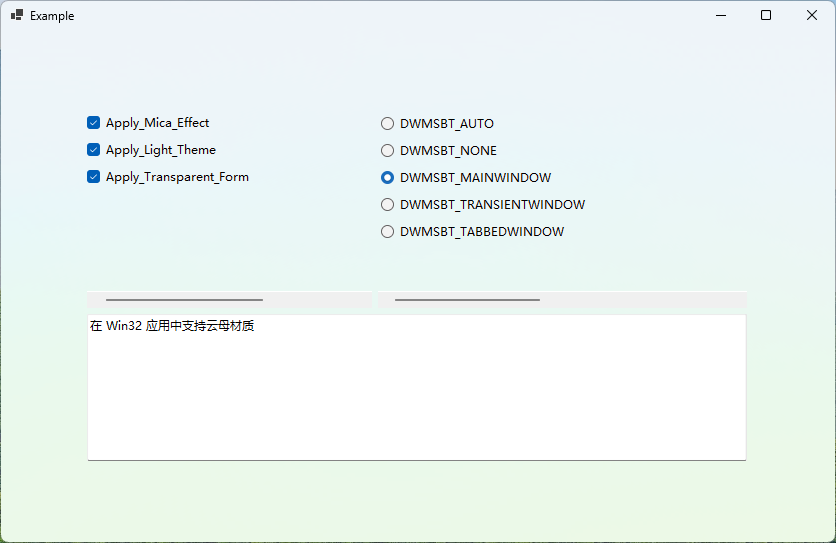 Example
Apply_Mica_Effect
Apply_Light_Theme
Apply_Transparent_Form
DWMSBT_AUTO
DWMSBT_NONE
DWMSBT_MAINWINDOW
DWMSBT_TRANSIENTWINDOW
DWMSBT_TABBEDWINDOW
在 Win32 应用中支持云母材质